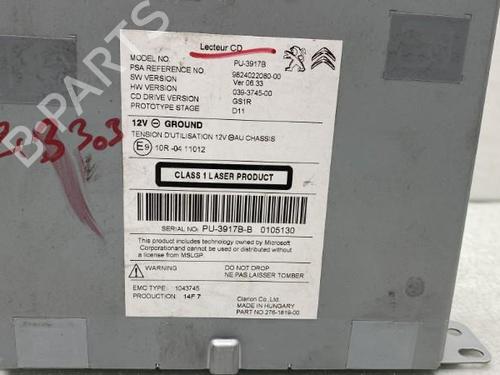 Lecteur CD
MODEL NO. PU-3917B
PSA REFERENCE NO. 9824022080-00
SW VERSION Ver 06.33
HW VERSION 039-3745-00
CD DRIVE VERSION GS1R
PROTOTYPE STAGE D11
12V ⊖ GROUND
TENSION D'UTILISATION 12V ⊖AU CHASSIS
E9 10R -04 11012
CLASS 1 LASER PRODUCT
SERIAL NO: PU-3917B-B 0105130
This product includes technology owned by Microsoft
Corporationand cannot be used or distributed without
a license from MSLGP.
WARNING DO NOT DROP
NE PAS LAISSER TOMBER
EMC TYPE: 1043745
PRODUCTION 14F 7
Clarion Co., Ltd.
MADE IN HUNGARY
PART NO 276-1819-00
B-PARTS